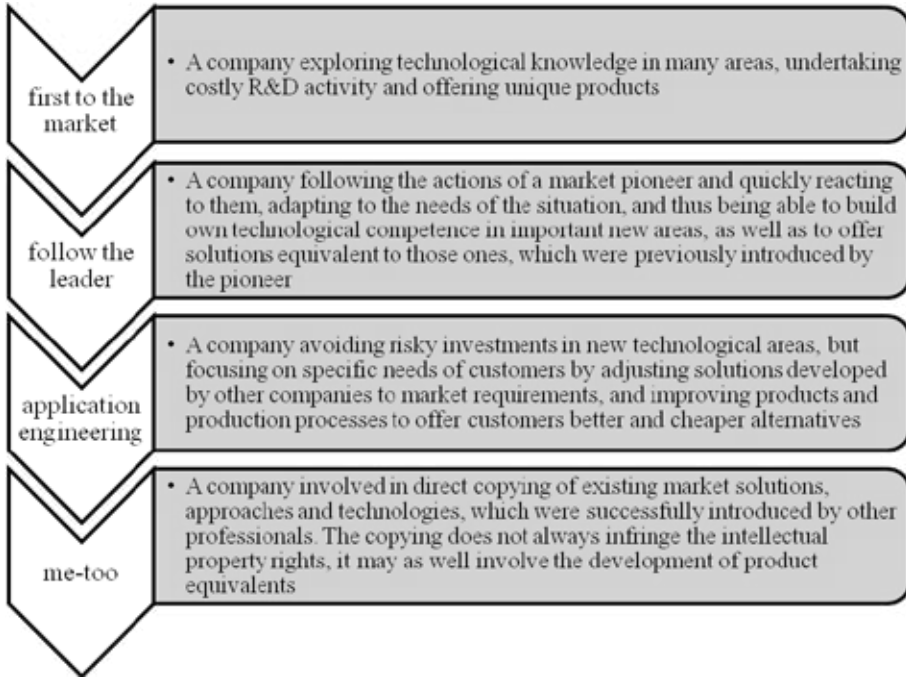 first to the
market
• A company exploring technological knowledge in many areas, undertaking
costly R&D activity and offering unique products
follow the
leader
• A company following the actions of a market pioneer and quickly reacting
to them, adapting to the needs of the situation, and thus being able to build
own technological competence in important new areas, as well as to offer
solutions equivalent to those ones, which were previously introduced by
the pioneer
application
engineering
• A company avoiding risky investments in new technological areas, but
focusing on specific needs of customers by adjusting solutions developed
by other companies to market requirements, and improving products and
production processes to offer customers better and cheaper alternatives
me-too
• A company involved in direct copying of existing market solutions,
approaches and technologies, which were successfully introduced by other
professionals. The copying does not always infringe the intellectual
property rights, it may as well involve the development of product
equivalents